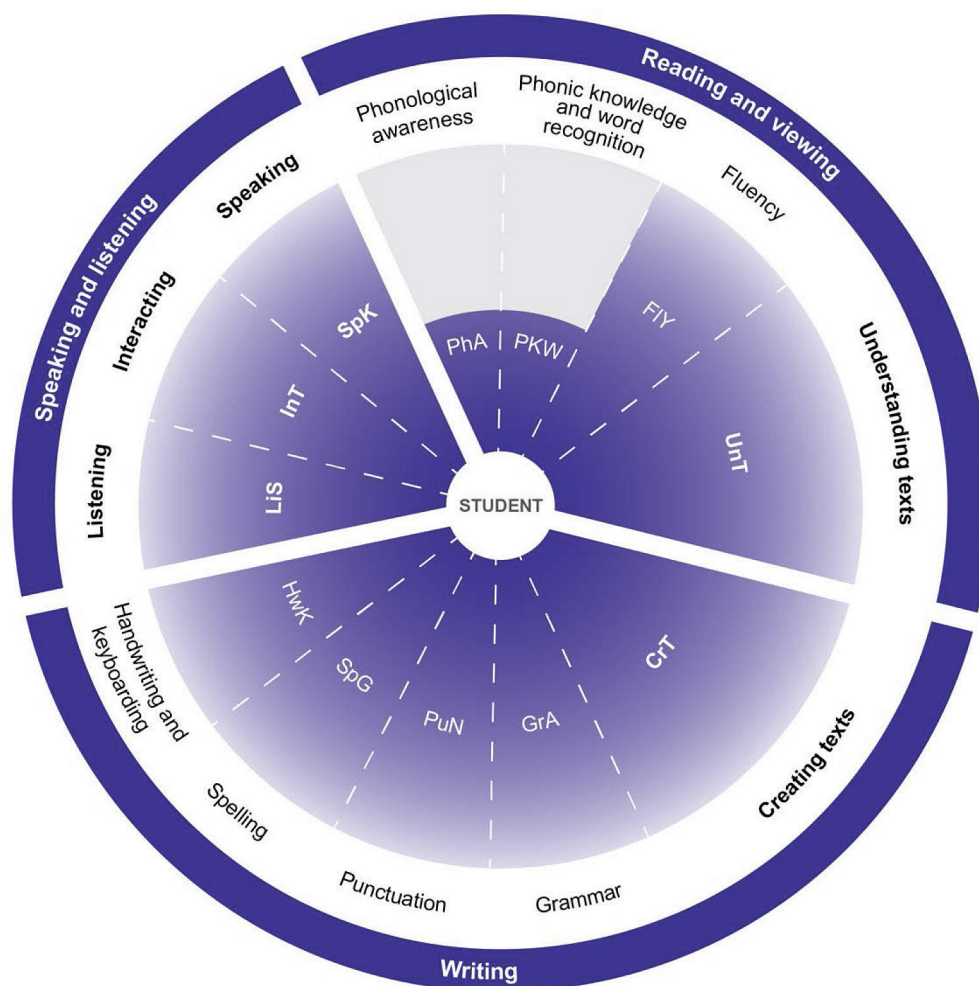 Reading and viewing
Phonological
awareness
Phonic knowledge
and word
recognition
Fluency
Understanding texts
PhA
PKW
FlY
UnT
Speaking and listening
Speaking
Interacting
Listening
SpK
InT
LiS
STUDENT
HwK
SpG
PuN
GrA
CrT
Handwriting and
keyboarding
Spelling
Punctuation
Grammar
Creating texts
Writing